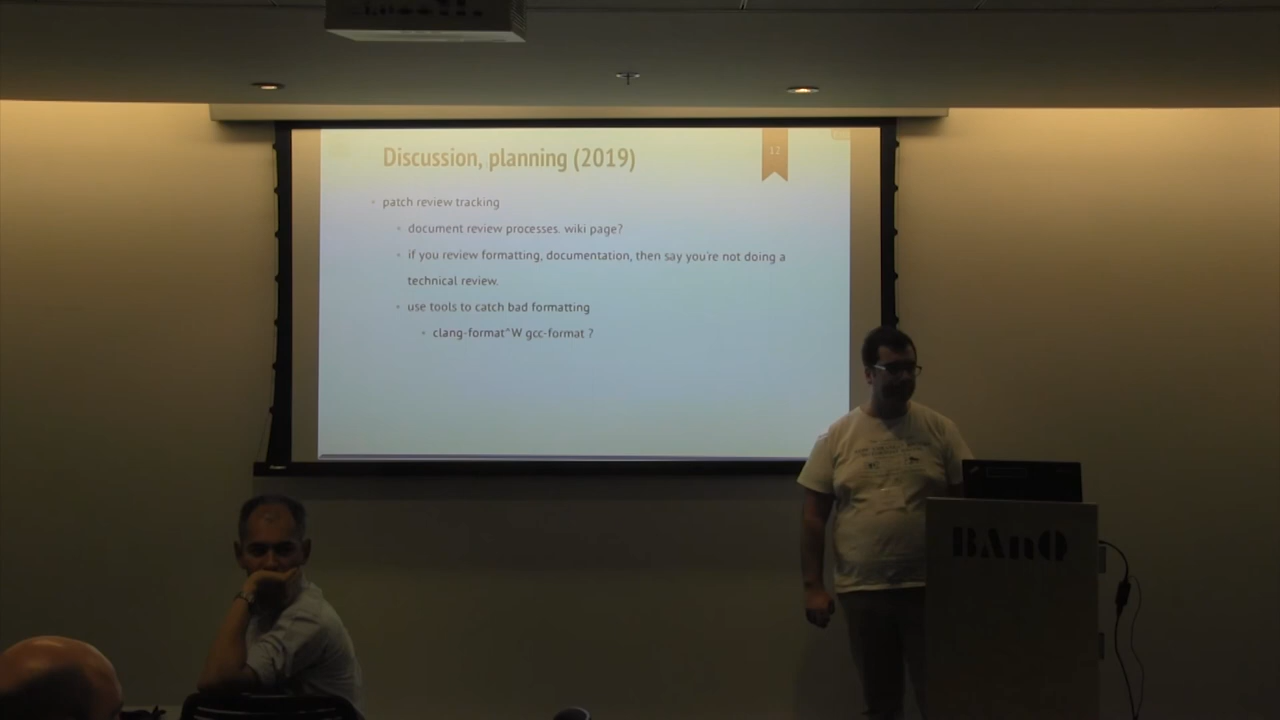 Discussion, planning (2019)
12
patch review tracking
document review processes. wiki page?
if you review formatting, documentation, then say you're not doing a
technical review.
use tools to catch bad formatting
clang-format^W gcc-format ?
BAnQ